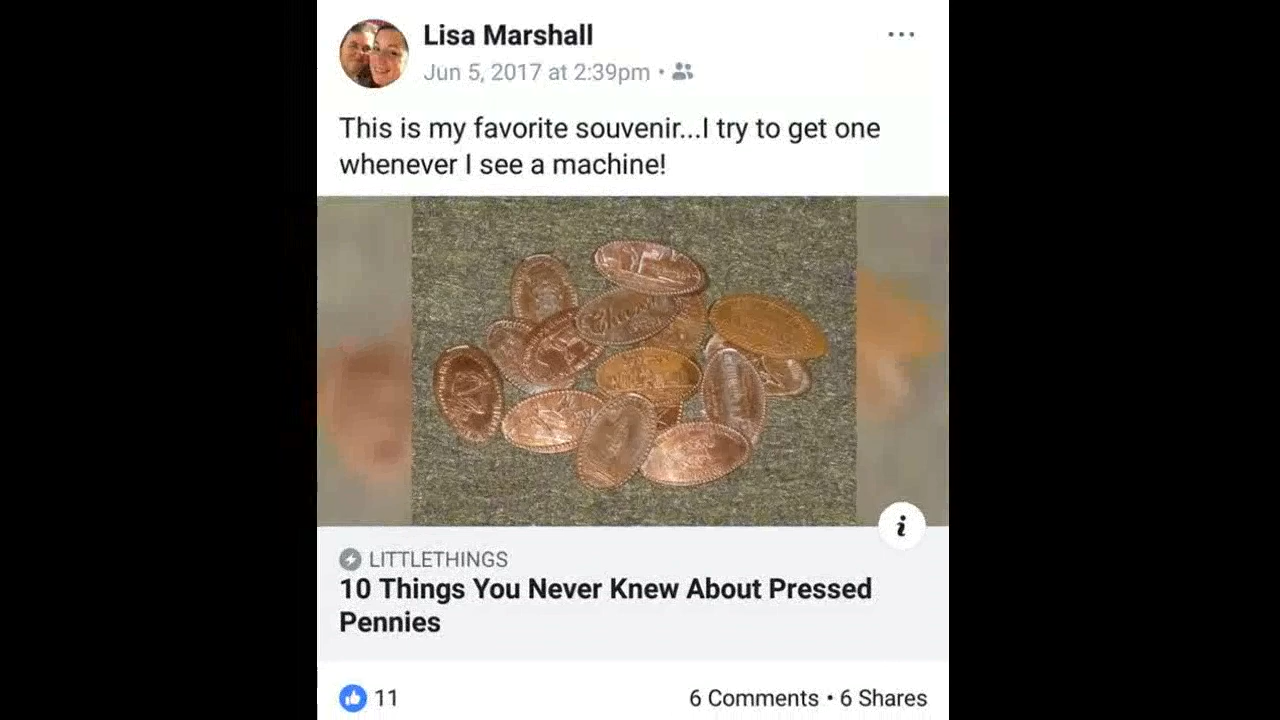 Lisa Marshall
Jun 5, 2017 at 2:39pm •
This is my favorite souvenir...I try to get one
whenever I see a machine!
i
LITTLETHINGS
10 Things You Never Knew About Pressed
Pennies
11
6 Comments • 6 Shares